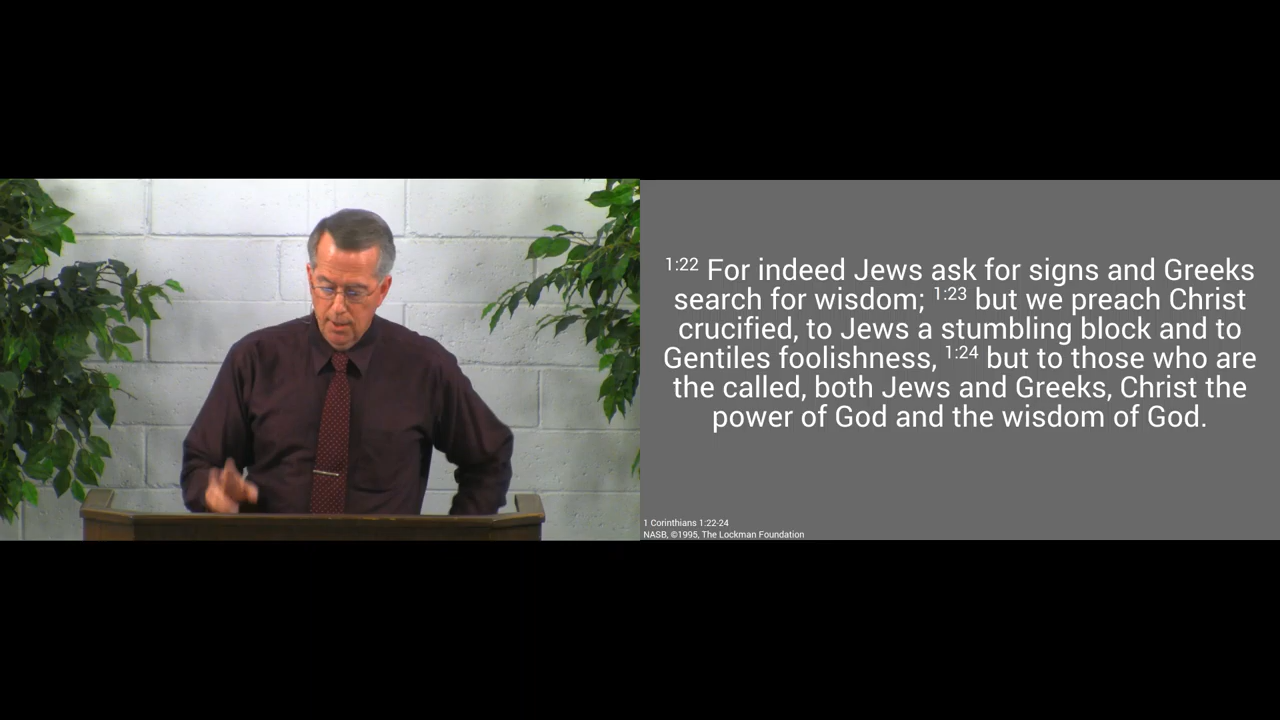 1:22 For indeed Jews ask for signs and Greeks
search for wisdom; 1:23 but we preach Christ
crucified, to Jews a stumbling block and to
Gentiles foolishness, 1:24 but to those who are
the called, both Jews and Greeks, Christ the
power of God and the wisdom of God.
1 Corinthians 1:22-24
NASB, ©1995, The Lockman Foundation